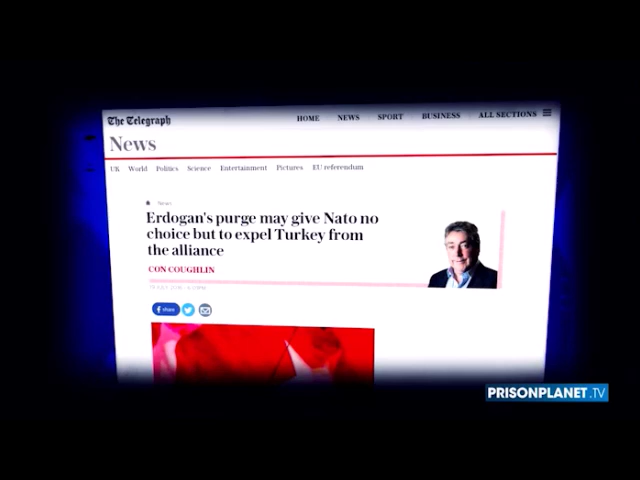 The Telegraph
HOME NEWS SPORT BUSINESS ALL SECTIONS
News
UK World Politics Science Entertainment Pictures EU referendum
News
Erdogan's purge may give Nato no
choice but to expel Turkey from
the alliance
CON COUGHLIN
share
PRISONPLANET.TV